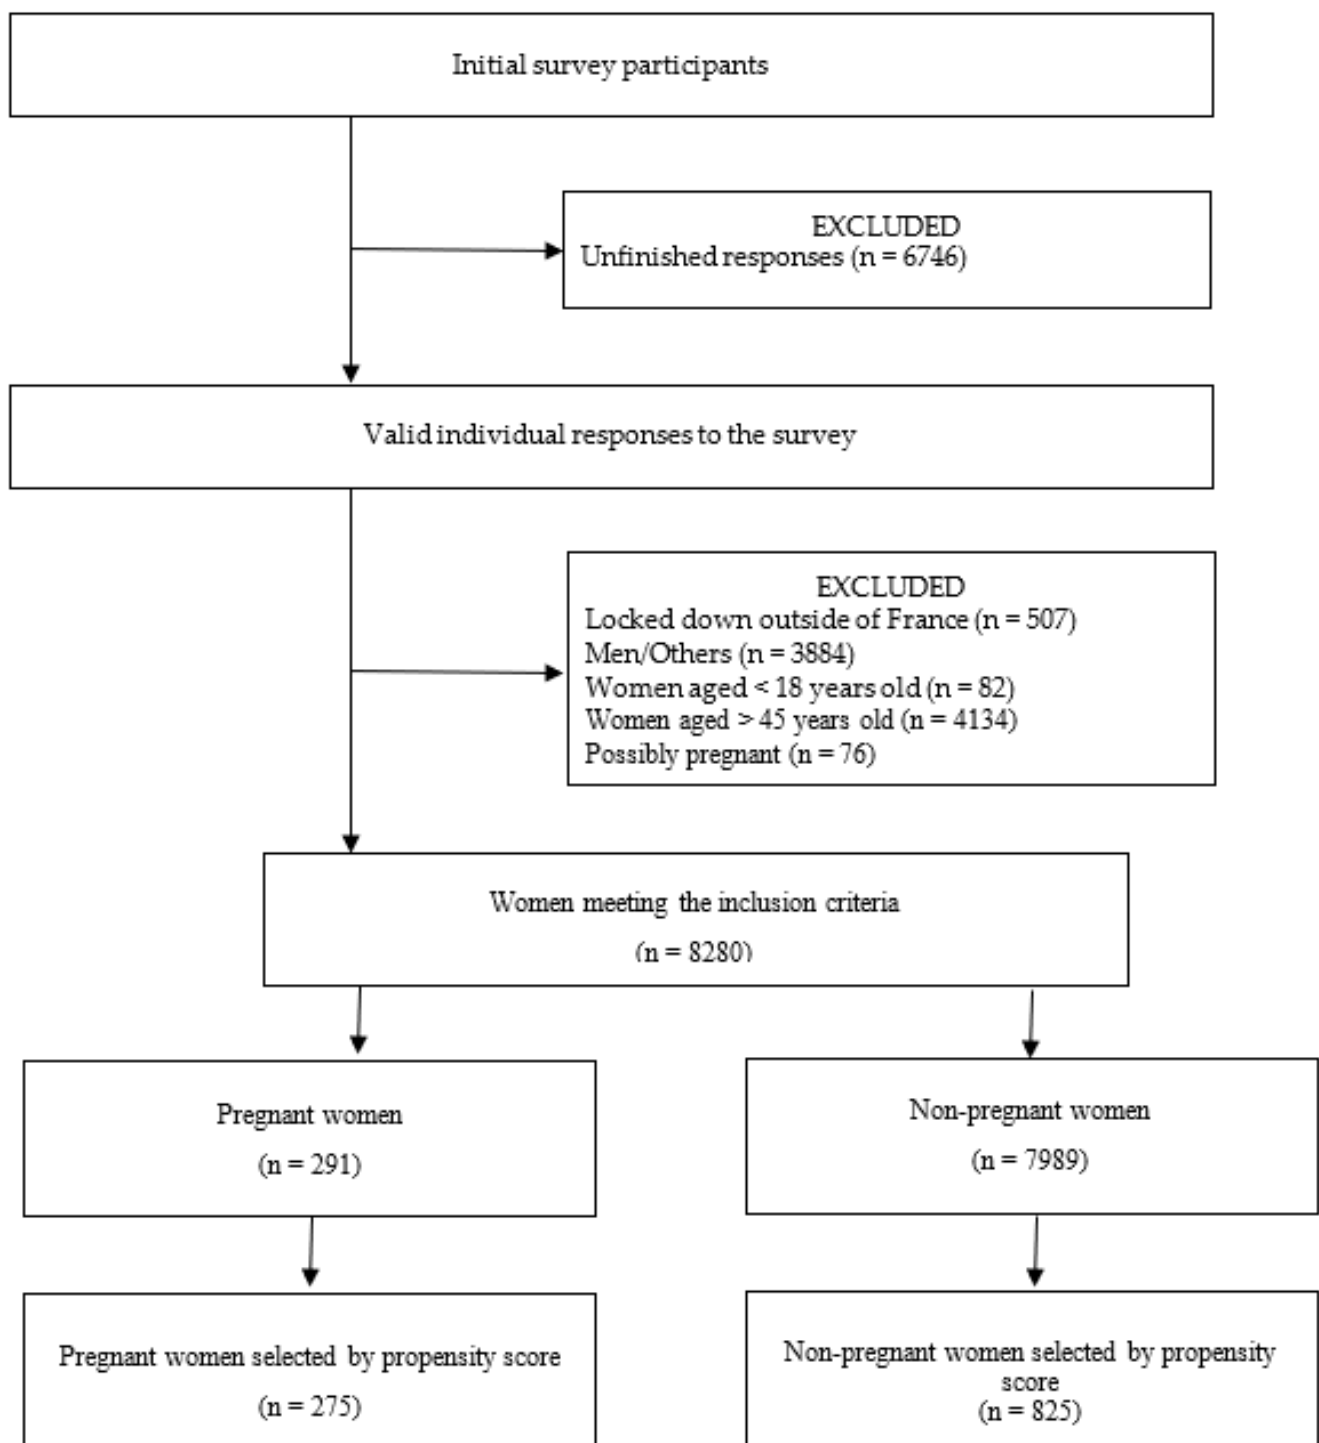 Initial survey participants
EXCLUDED
Unfinished responses (n = 6746)
Valid individual responses to the survey
EXCLUDED
Locked down outside of France (n = 507)
Men/Others (n = 3884)
Women aged < 18 years old (n = 82)
Women aged > 45 years old (n = 4134)
Possibly pregnant (n = 76)
Women meeting the inclusion criteria
(n = 8280)
Pregnant women
(n = 291)
Non-pregnant women
(n = 7989)
Pregnant women selected by propensity score
(n = 275)
Non-pregnant women selected by propensity
score
(n = 825)